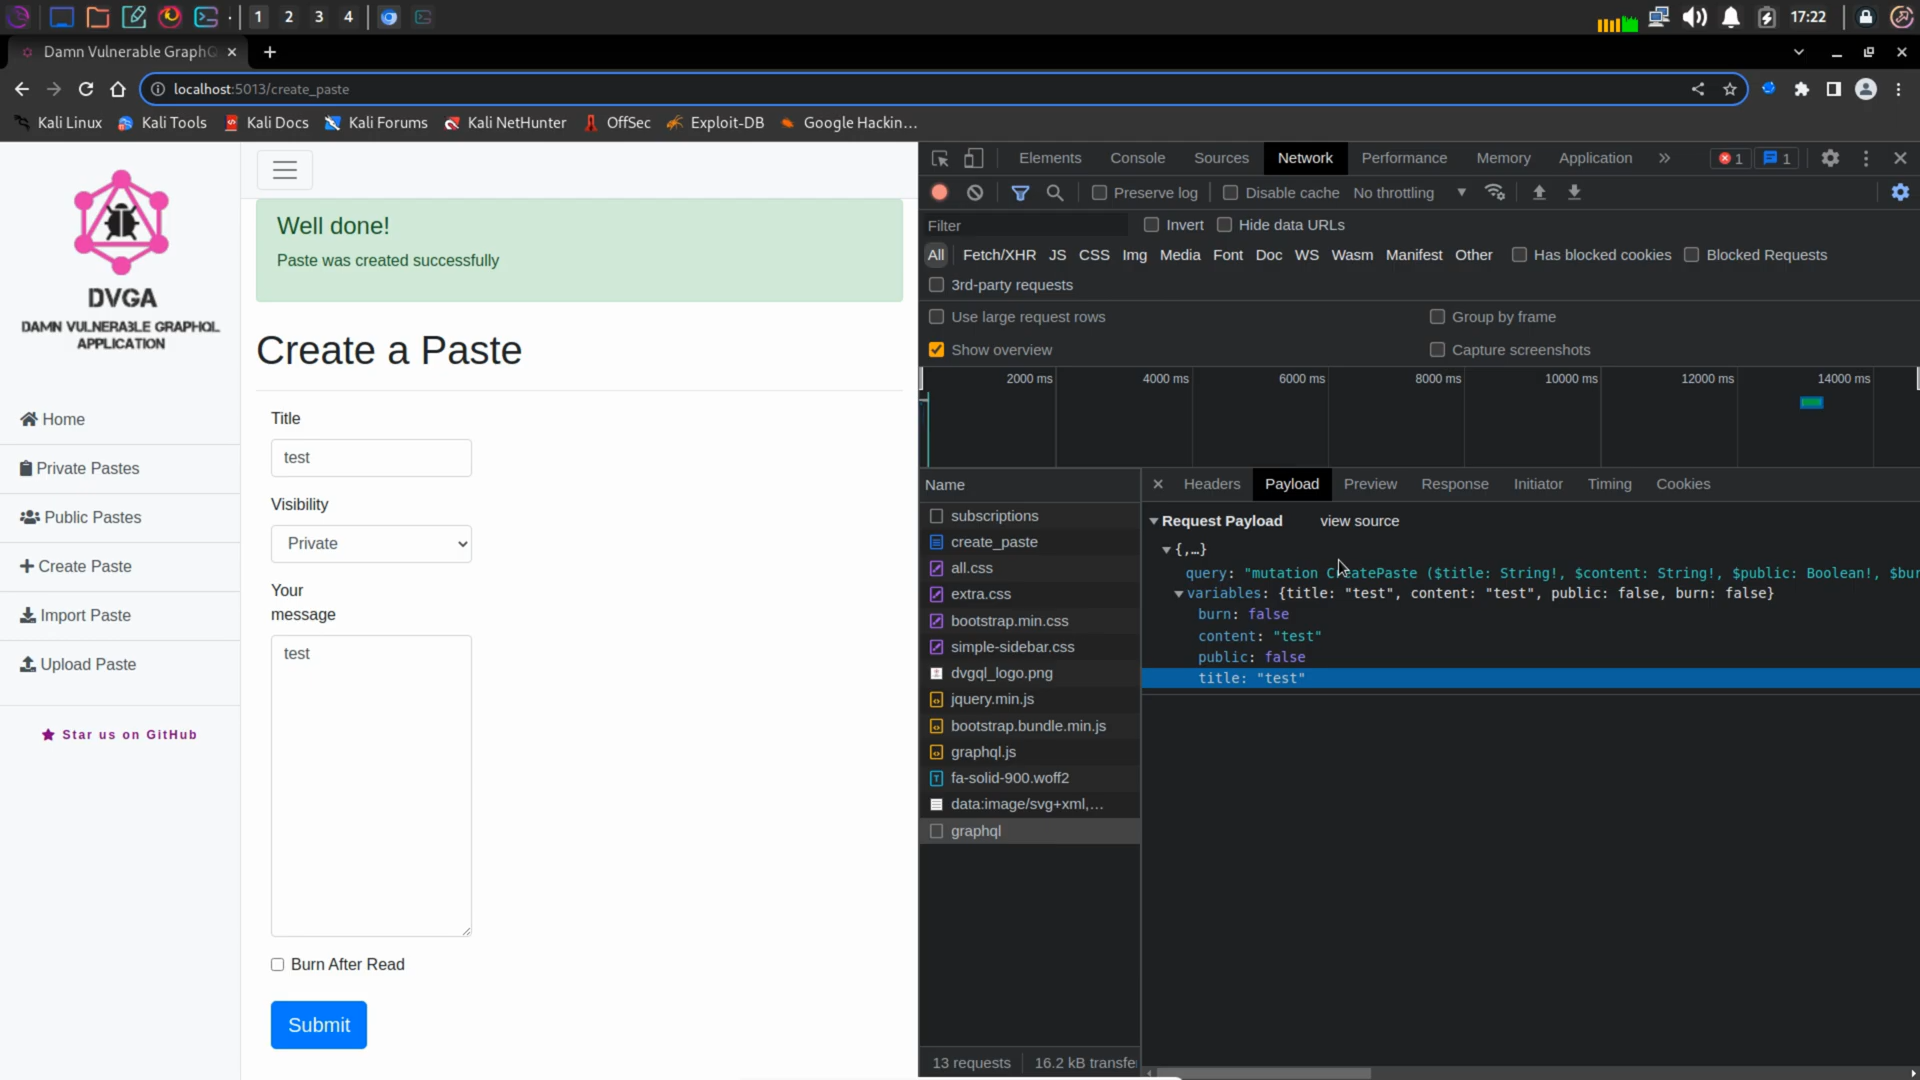 1 2 3 4
17:22
Damn Vulnerable GraphQ
localhost:5013/create_paste
Kali Linux Kali Tools Kali Docs Kali Forums Kali NetHunter OffSec Exploit-DB Google Hackin…
DVGA
DAMN VULNERA3LE GRAPHQL
APPLICATION
Home
Private Pastes
Public Pastes
Create Paste
Import Paste
Upload Paste
Star us on GitHub
Well done!
Paste was created successfully
Create a Paste
Title
test
Visibility
Private
Your
message
test
Burn After Read
Submit
Elements Console Sources Network Performance Memory Application » 1 1
Preserve log Disable cache No throttling
Filter Invert Hide data URLs
All Fetch/XHR JS CSS Img Media Font Doc WS Wasm Manifest Other Has blocked cookies Blocked Requests
3rd-party requests
Use large request rows Group by frame
Show overview Capture screenshots
2000 ms 4000 ms 6000 ms 8000 ms 10000 ms 12000 ms 14000 ms
Name
subscriptions
create_paste
all.css
extra.css
bootstrap.min.css
simple-sidebar.css
dvgql_logo.png
jquery.min.js
bootstrap.bundle.min.js
graphql.js
fa-solid-900.woff2
data:image/svg+xml,…
graphql
13 requests 16.2 kB transfe
Headers Payload Preview Response Initiator Timing Cookies
Request Payload view source
{,…}
query: "mutation CreatePaste ($title: String!, $content: String!, $public: Boolean!, $bur
variables: {title: "test", content: "test", public: false, burn: false}
burn: false
content: "test"
public: false
title: "test"